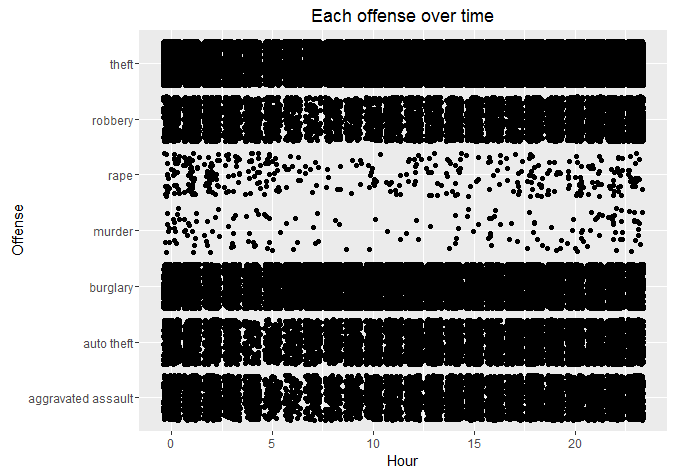 Each offense over time
Offense
theft
robbery
rape
murder
burglary
auto theft
aggravated assault
0 5 10 15 20
Hour